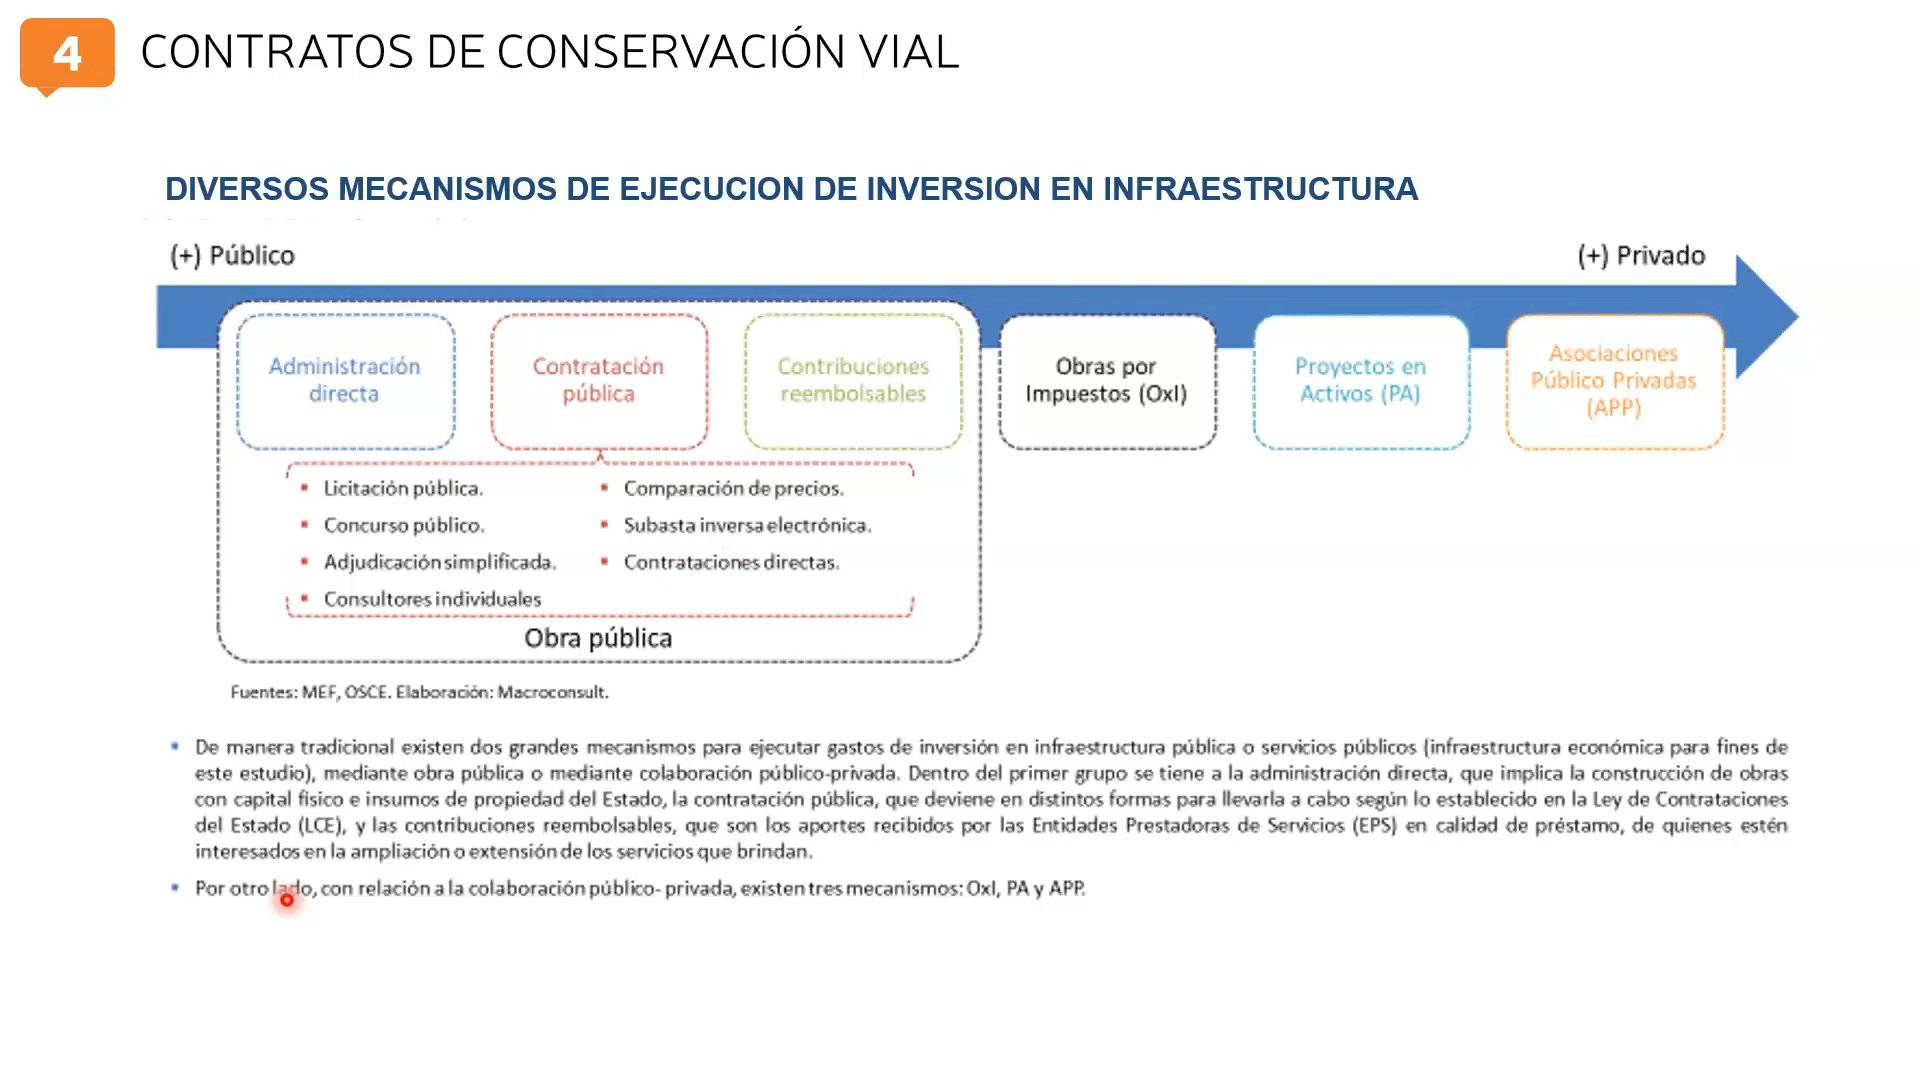 4
CONTRATOS DE CONSERVACIÓN VIAL
DIVERSOS MECANISMOS DE EJECUCION DE INVERSION EN INFRAESTRUCTURA
(+) Público
(+) Privado
Administración
directa
Contratación
pública
Contribuciones
reembolsables
Obras por
Impuestos (OxI)
Proyectos en
Activos (PA)
Asociaciones
Público Privadas
(APP)
▪ Licitación pública.
▪ Concurso público.
▪ Adjudicación simplificada.
▪ Consultores individuales
▪ Comparación de precios.
▪ Subasta inversa electrónica.
▪ Contrataciones directas.
Obra pública
Fuentes: MEF, OSCE. Elaboración: Macroconsult.
▪ De manera tradicional existen dos grandes mecanismos para ejecutar gastos de inversión en infraestructura pública o servicios públicos (infraestructura económica para fines de
este estudio), mediante obra pública o mediante colaboración público-privada. Dentro del primer grupo se tiene a la administración directa, que implica la construcción de obras
con capital físico e insumos de propiedad del Estado, la contratación pública, que deviene en distintos formas para llevarla a cabo según lo establecido en la Ley de Contrataciones
del Estado (LCE), y las contribuciones reembolsables, que son los aportes recibidos por las Entidades Prestadoras de Servicios (EPS) en calidad de préstamo, de quienes estén
interesados en la ampliación o extensión de los servicios que brindan.
▪ Por otro lado, con relación a la colaboración público- privada, existen tres mecanismos: OxI, PA y APP.